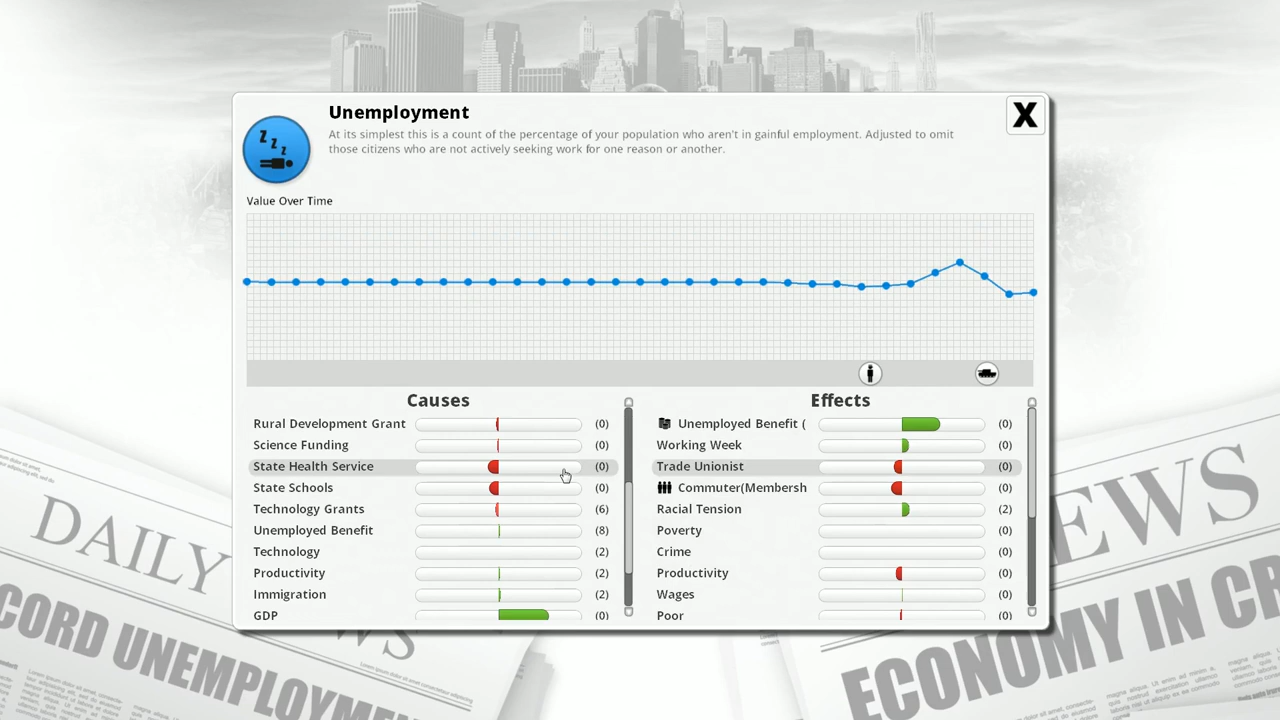 Unemployment
X
At its simplest this is a count of the percentage of your population who aren't in gainful employment. Adjusted to omit
those citizens who are not actively seeking work for one reason or another.
Value Over Time
Causes
Rural Development Grant (0)
Science Funding (0)
State Health Service (0)
State Schools (0)
Technology Grants (6)
Unemployed Benefit (8)
Technology (2)
Productivity (2)
Immigration (2)
GDP (0)
Effects
Unemployed Benefit ( (0)
Working Week (0)
Trade Unionist (0)
Commuter(Membersh (0)
Racial Tension (2)
Poverty (0)
Crime (0)
Productivity (0)
Wages (0)
Poor (0)
DAILY
WS
CORD UNEMPLOYME
EWS
ECONOMY IN CR